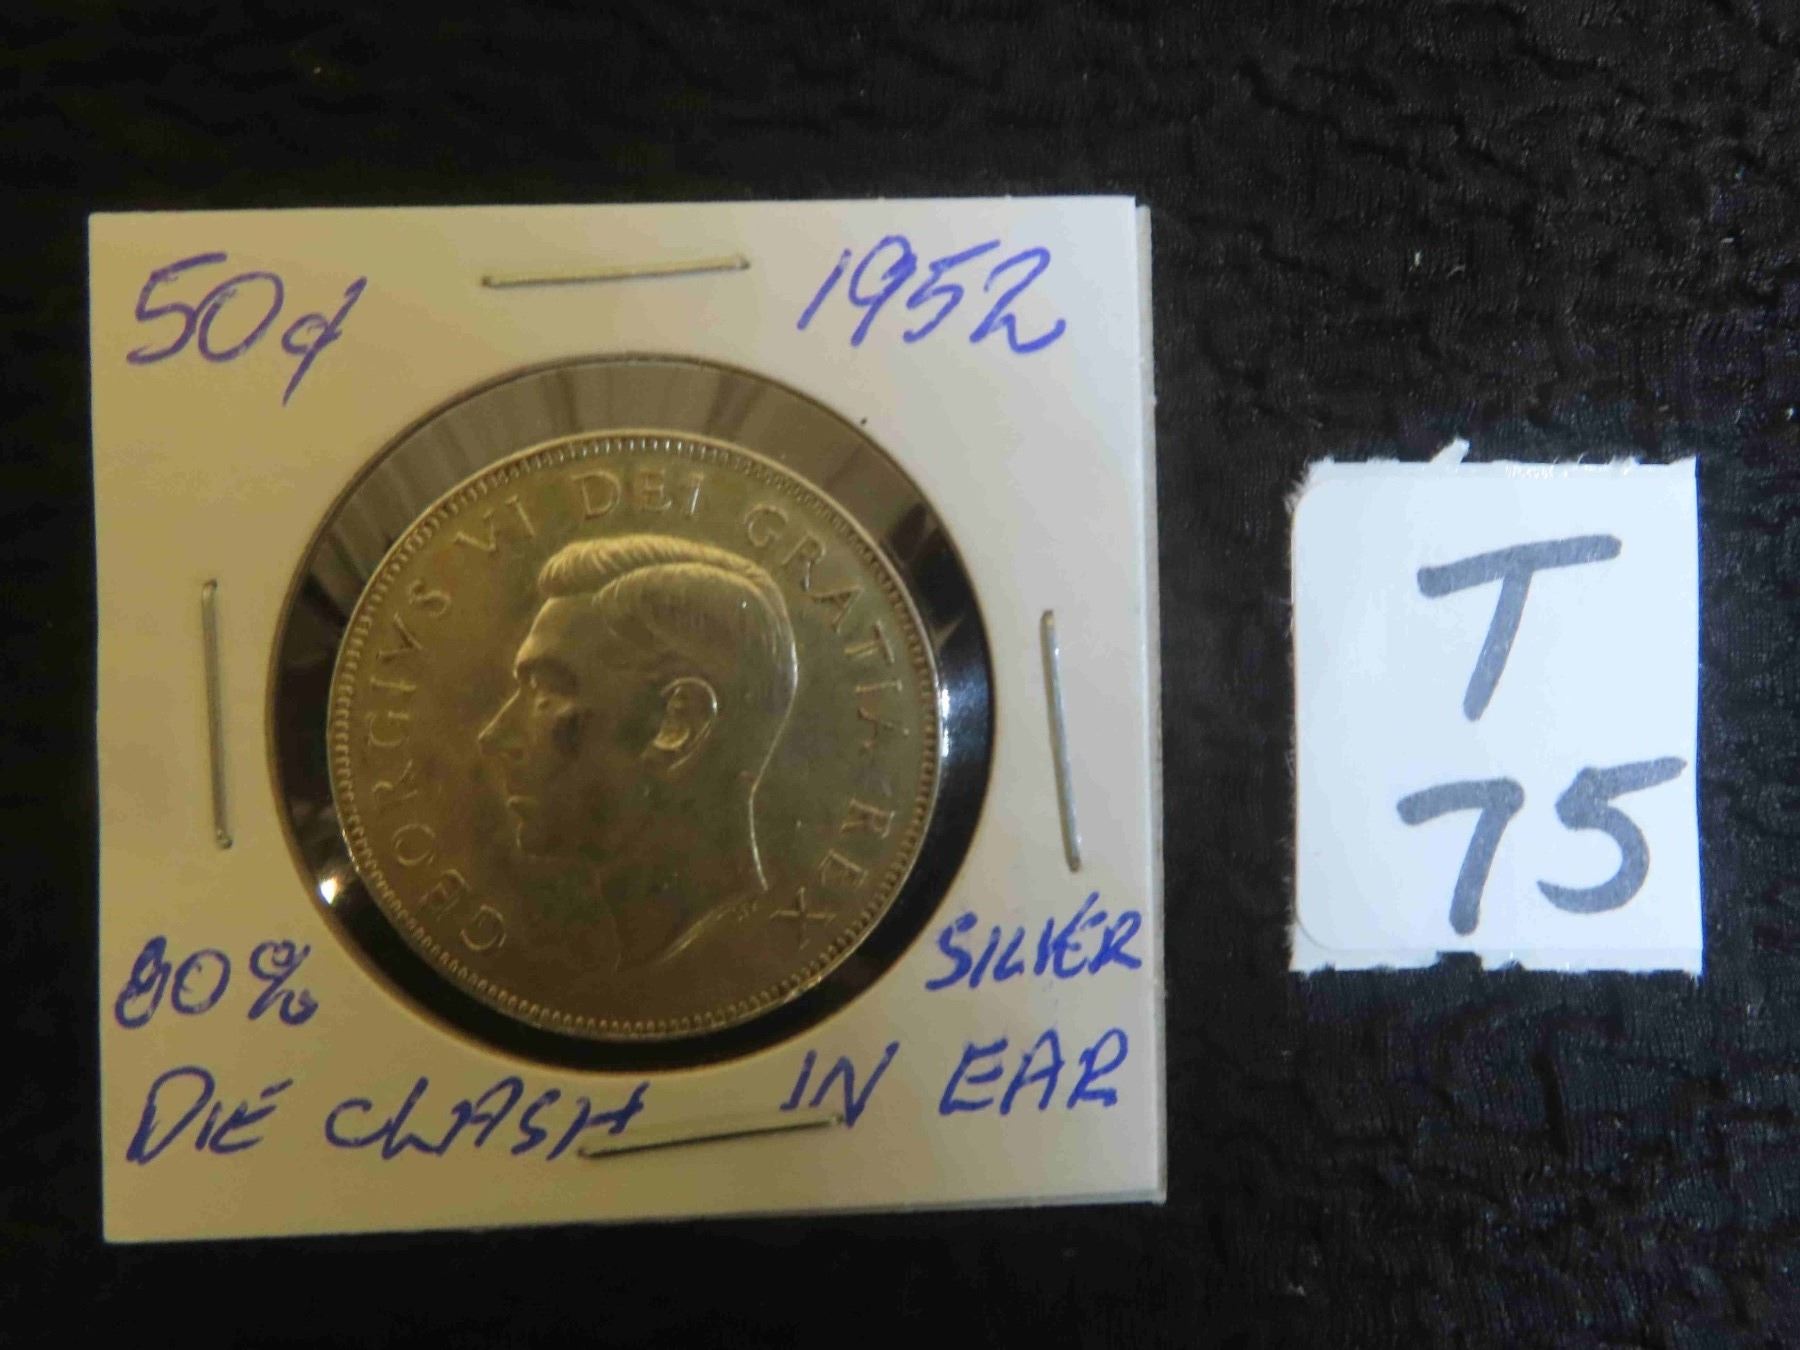 50¢ 1952
GEORGIVS VI DEI GRATIA REX
80% SILVER
DIE CLASH IN EAR
T
75